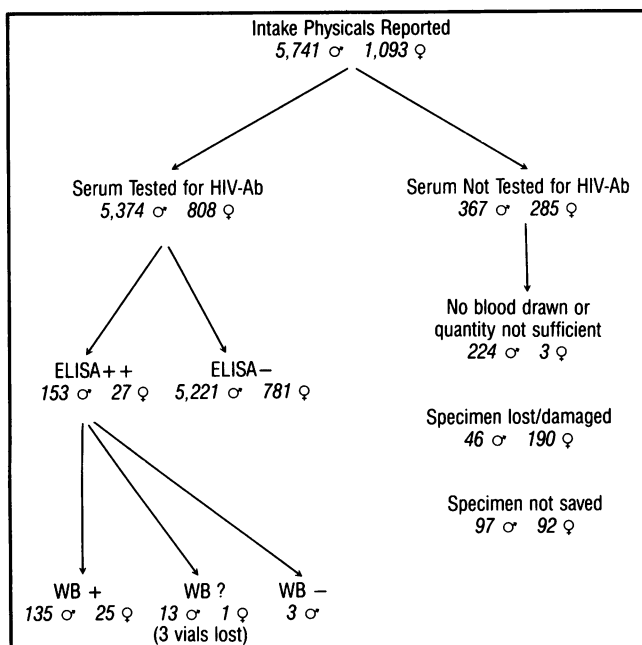 Intake Physicals Reported
5,741 ♂ 1,093 ♀
Serum Tested for HIV-Ab
5,374 ♂ 808 ♀
Serum Not Tested for HIV-Ab
367 ♂ 285 ♀
No blood drawn or
quantity not sufficient
224 ♂ 3 ♀
ELISA++
153 ♂ 27 ♀
ELISA−
5,221 ♂ 781 ♀
Specimen lost/damaged
46 ♂ 190 ♀
Specimen not saved
97 ♂ 92 ♀
WB +
135 ♂ 25 ♀
WB ?
13 ♂ 1 ♀
(3 vials lost)
WB −
3 ♂